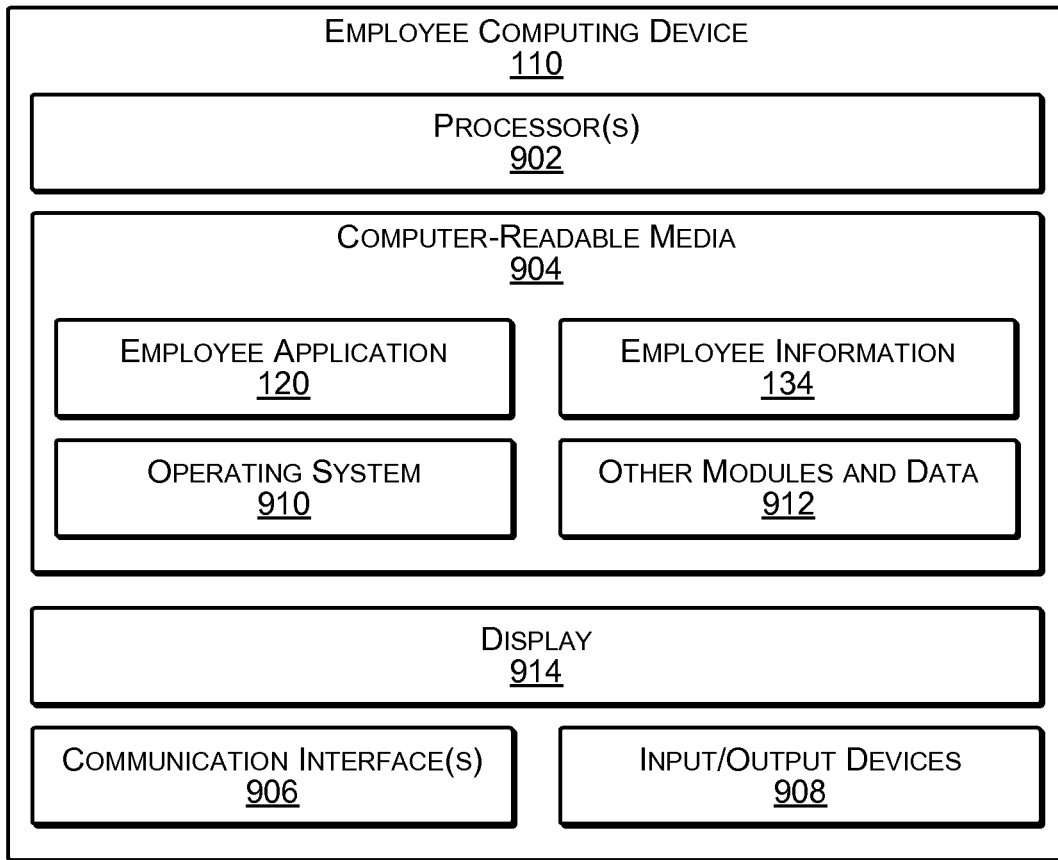 EMPLOYEE COMPUTING DEVICE
110
PROCESSOR(S)
902
COMPUTER-READABLE MEDIA
904
EMPLOYEE APPLICATION
120
EMPLOYEE INFORMATION
134
OPERATING SYSTEM
910
OTHER MODULES AND DATA
912
DISPLAY
914
COMMUNICATION INTERFACE(S)
906
INPUT/OUTPUT DEVICES
908